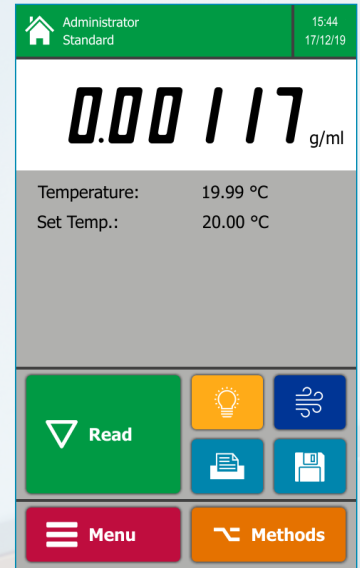 Administrator
Standard
15:44
17/12/19
0.00117 g/ml
Temperature: 19.99 °C
Set Temp.: 20.00 °C
Read
Menu
Methods